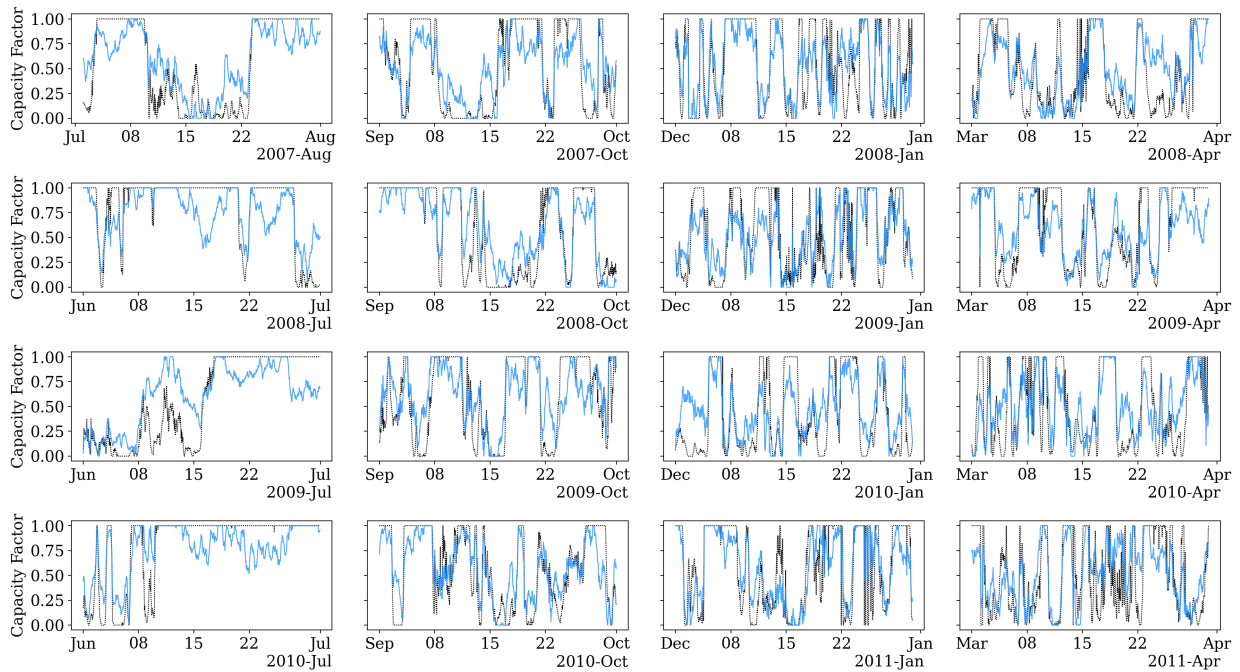 Capacity Factor
1.00
0.75
0.50
0.25
0.00
Jul 08 15 22 Aug
2007-Aug
Sep 08 15 22 Oct
2007-Oct
Dec 08 15 22 Jan
2008-Jan
Mar 08 15 22 Apr
2008-Apr
Capacity Factor
1.00
0.75
0.50
0.25
0.00
Jun 08 15 22 Jul
2008-Jul
Sep 08 15 22 Oct
2008-Oct
Dec 08 15 22 Jan
2009-Jan
Mar 08 15 22 Apr
2009-Apr
Capacity Factor
1.00
0.75
0.50
0.25
0.00
Jun 08 15 22 Jul
2009-Jul
Sep 08 15 22 Oct
2009-Oct
Dec 08 15 22 Jan
2010-Jan
Mar 08 15 22 Apr
2010-Apr
Capacity Factor
1.00
0.75
0.50
0.25
0.00
Jun 08 15 22 Jul
2010-Jul
Sep 08 15 22 Oct
2010-Oct
Dec 08 15 22 Jan
2011-Jan
Mar 08 15 22 Apr
2011-Apr